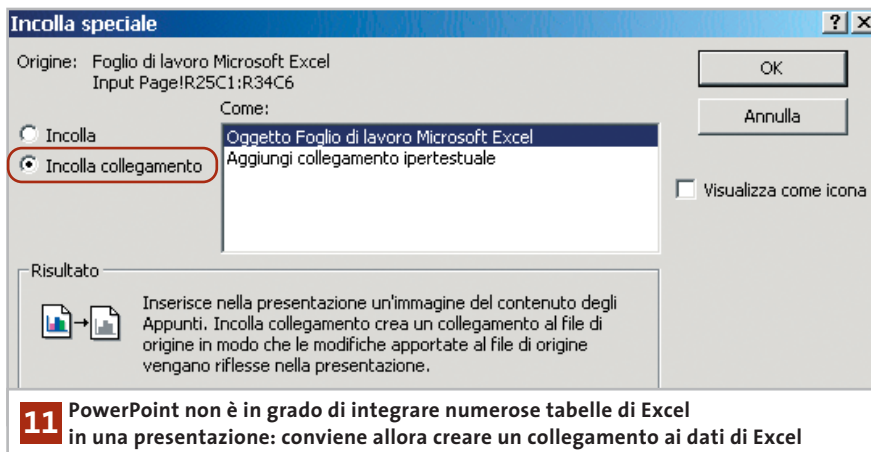 Incolla speciale
Origine: Foglio di lavoro Microsoft Excel
Input Page!R25C1:R34C6
OK
Annulla
Come:
Incolla
Incolla collegamento
Oggetto Foglio di lavoro Microsoft Excel
Aggiungi collegamento ipertestuale
Visualizza come icona
Risultato
Inserisce nella presentazione un'immagine del contenuto degli
Appunti. Incolla collegamento crea un collegamento al file di
origine in modo che le modifiche apportate al file di origine
vengano riflesse nella presentazione.
11 PowerPoint non è in grado di integrare numerose tabelle di Excel
in una presentazione: conviene allora creare un collegamento ai dati di Excel